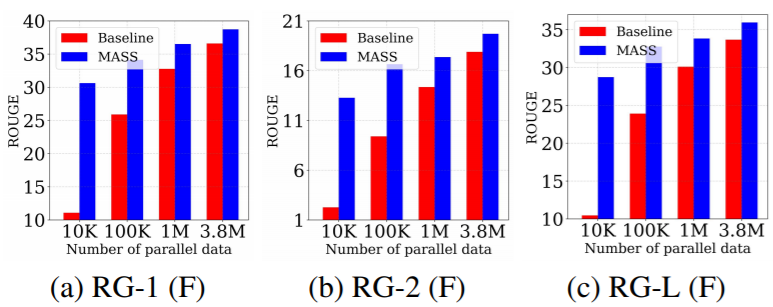 40
35
30
25
20
15
10
ROUGE
Baseline
MASS
10K 100K 1M 3.8M
Number of parallel data
(a) RG-1 (F)
21
16
11
6
1
ROUGE
Baseline
MASS
10K 100K 1M 3.8M
Number of parallel data
(b) RG-2 (F)
35
30
25
20
15
10
ROUGE
Baseline
MASS
10K 100K 1M 3.8M
Number of parallel data
(c) RG-L (F)